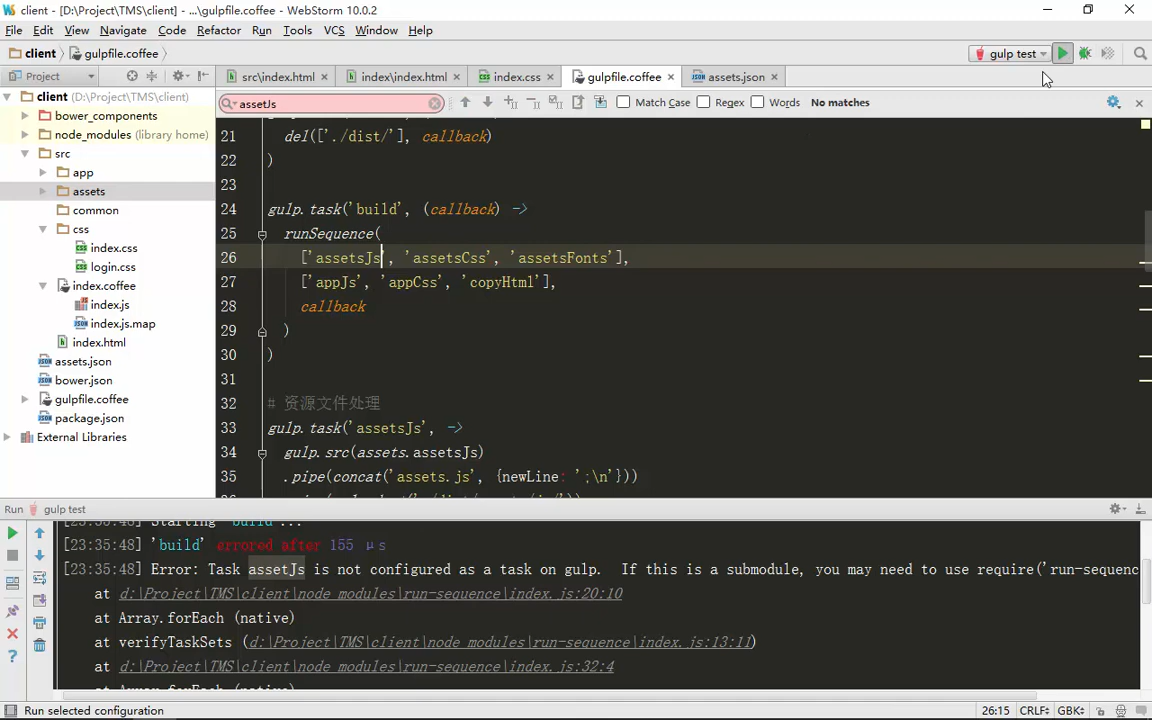 client - [D:\Project\TMS\client] - ...\gulpfile.coffee - WebStorm 10.0.2
File Edit View Navigate Code Refactor Run Tools VCS Window Help
client gulpfile.coffee gulp test
Project src\index.html index\index.html index.css gulpfile.coffee assets.json
assetJs Match Case Regex Words No matches
client (D:\Project\TMS\client)
bower_components
node_modules (library home)
src
app
assets
common
css
index.css
login.css
index.coffee
index.js
index.js.map
index.html
assets.json
bower.json
gulpfile.coffee
package.json
External Libraries
21 del(['./dist/'], callback)
22 )
23
24 gulp.task('build', (callback) ->
25 runSequence(
26 ['assetsJs', 'assetsCss', 'assetsFonts'],
27 ['appJs', 'appCss', 'copyHtml'],
28 callback
29 )
30 )
31
32 # 资源文件处理
33 gulp.task('assetsJs', ->
34 gulp.src(assets.assetsJs)
35 .pipe(concat('assets.js', {newLine: ';\n'}))
Run gulp test
[23:35:48] Starting 'build'...
[23:35:48] 'build' errored after 155 μs
[23:35:48] Error: Task assetJs is not configured as a task on gulp.  If this is a submodule, you may need to use require('run-sequenc
at d:\Project\TMS\client\node_modules\run-sequence\index.js:20:10
at Array.forEach (native)
at verifyTaskSets (d:\Project\TMS\client\node_modules\run-sequence\index.js:13:11)
at d:\Project\TMS\client\node_modules\run-sequence\index.js:32:4
at Array.forEach (native)
Run selected configuration 26:15 CRLF GBK